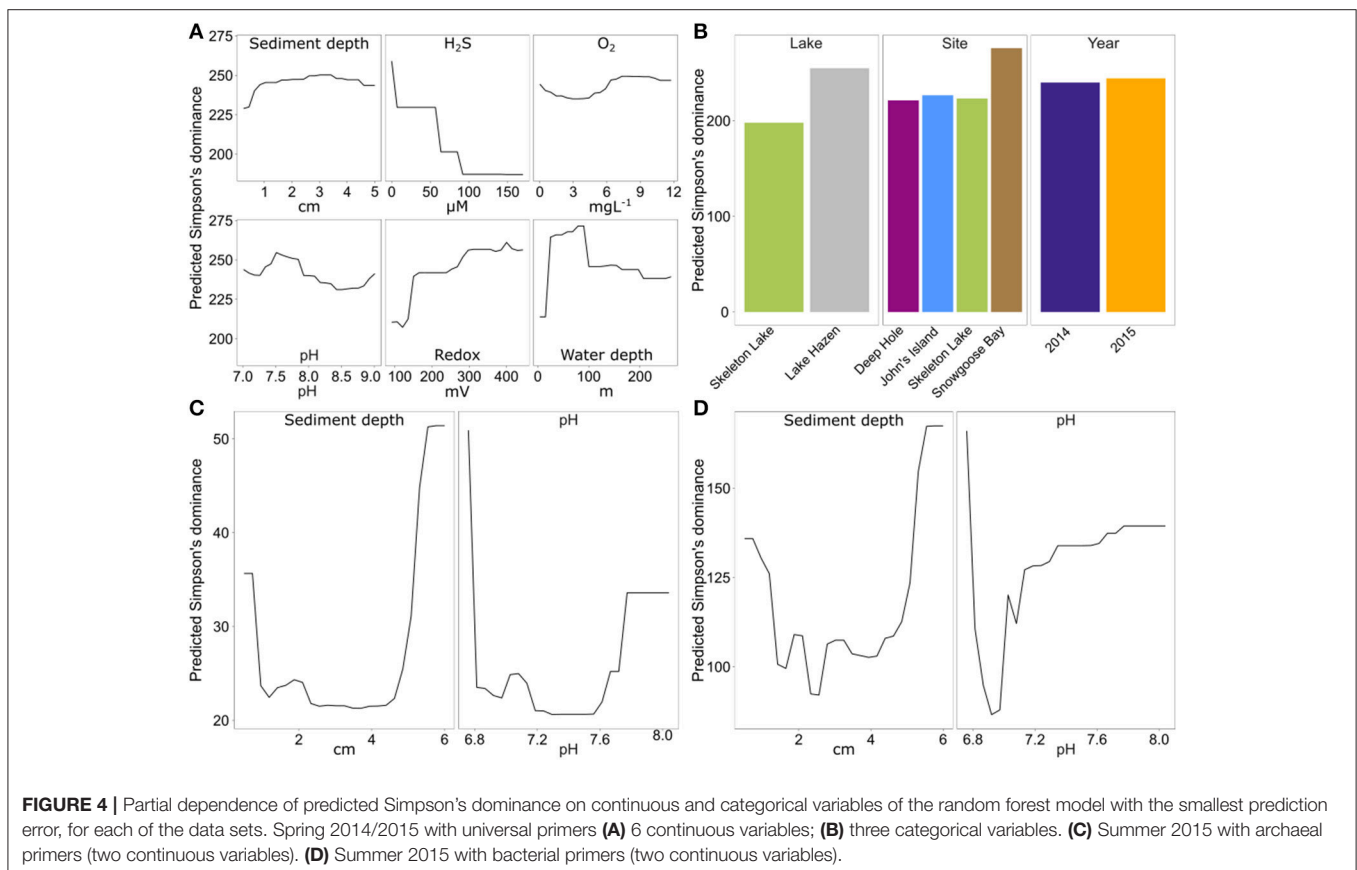 A
Predicted Simpson's dominance
Sediment depth
H₂S
O₂
275
250
225
200
1 2 3 4 5
cm
0 50 100 150
µM
0 3 6 9 12
mgL⁻¹
275
250
225
200
pH
Redox
Water depth
7.0 7.5 8.0 8.5 9.0
pH
100 200 300 400
mV
0 100 200
m
B
Predicted Simpson's dominance
Lake
Site
Year
200
100
0
Skeleton Lake
Lake Hazen
Deep Hole
John's Island
Skeleton Lake
Snowgoose Bay
2014
2015
C
Predicted Simpson's dominance
Sediment depth
pH
50
40
30
20
2 4 6
cm
6.8 7.2 7.6 8.0
pH
D
Predicted Simpson's dominance
Sediment depth
pH
150
125
100
2 4 6
cm
6.8 7.2 7.6 8.0
pH
FIGURE 4 | Partial dependence of predicted Simpson's dominance on continuous and categorical variables of the random forest model with the smallest prediction
error, for each of the data sets. Spring 2014/2015 with universal primers (A) 6 continuous variables; (B) three categorical variables. (C) Summer 2015 with archaeal
primers (two continuous variables). (D) Summer 2015 with bacterial primers (two continuous variables).